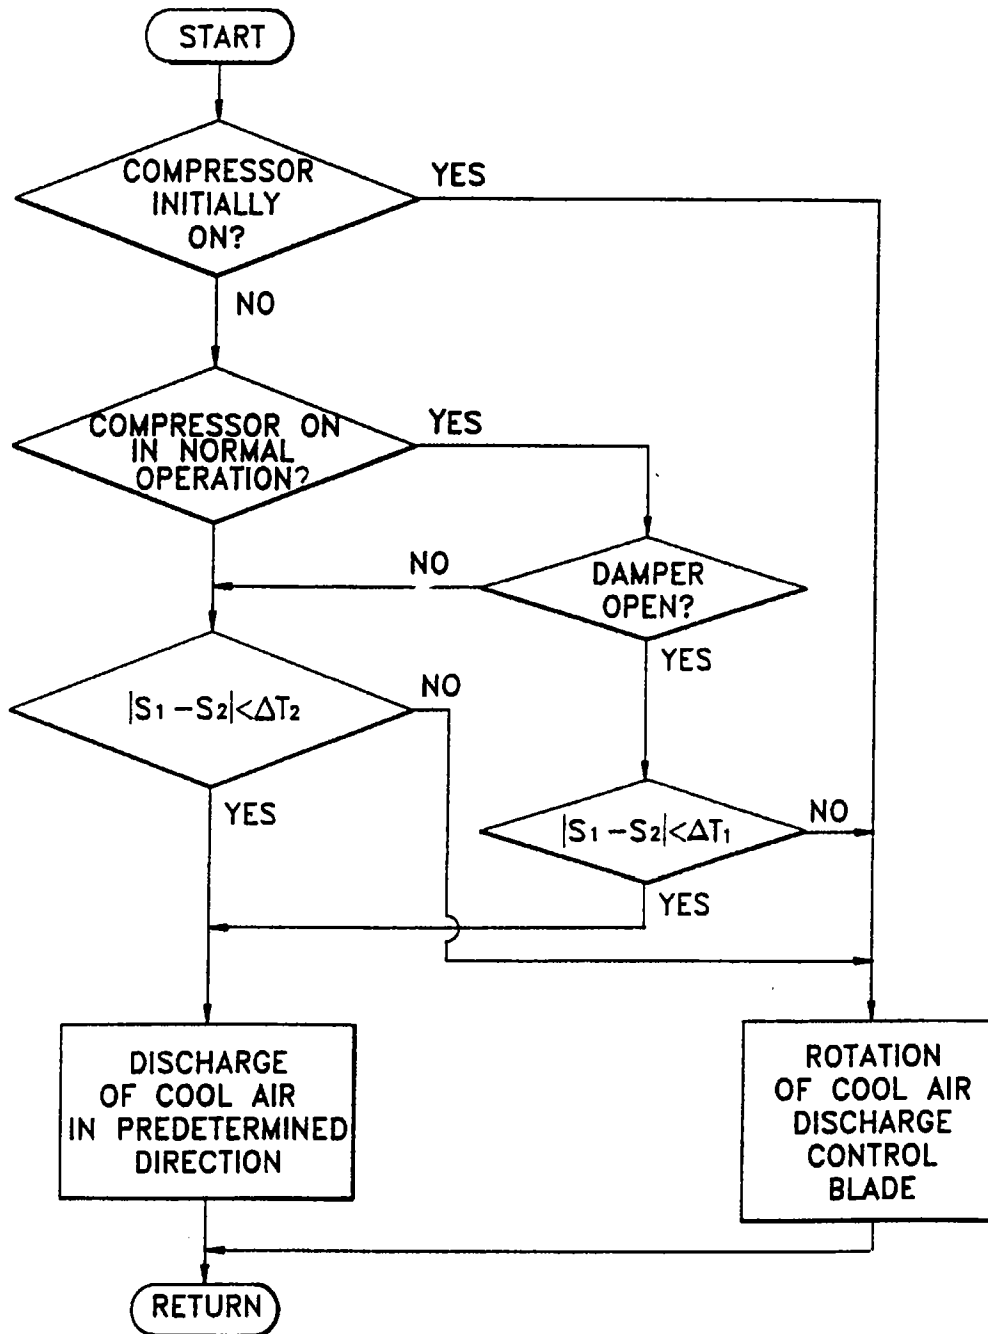 START
COMPRESSOR
INITIALLY
ON?
YES
NO
COMPRESSOR ON
IN NORMAL
OPERATION?
YES
NO
DAMPER
OPEN?
YES
|S1-S2|<ΔT2
NO
YES
|S1-S2|<ΔT1
NO
YES
DISCHARGE
OF COOL AIR
IN PREDETERMINED
DIRECTION
ROTATION
OF COOL AIR
DISCHARGE
CONTROL
BLADE
RETURN